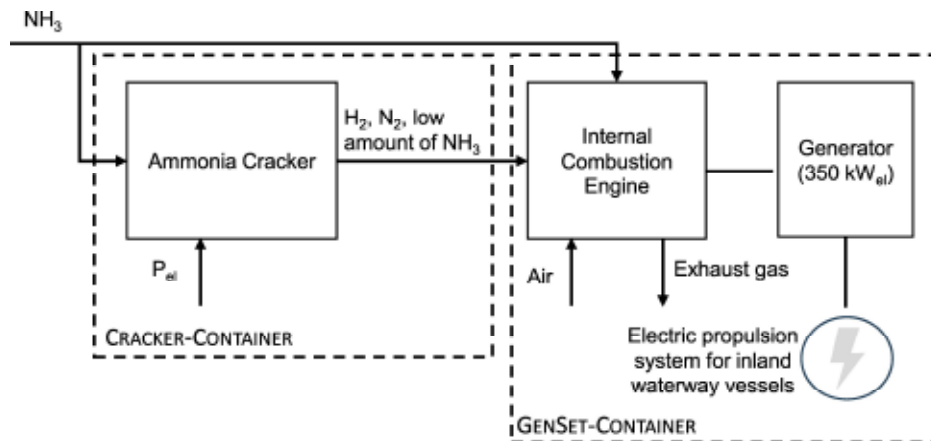 NH₃
Ammonia Cracker
H₂, N₂, low
amount of NH₃
Internal
Combustion
Engine
Generator
(350 kWₑₗ)
Pₑₗ
Air
Exhaust gas
CRACKER-CONTAINER
Electric propulsion
system for inland
waterway vessels
GENSET-CONTAINER